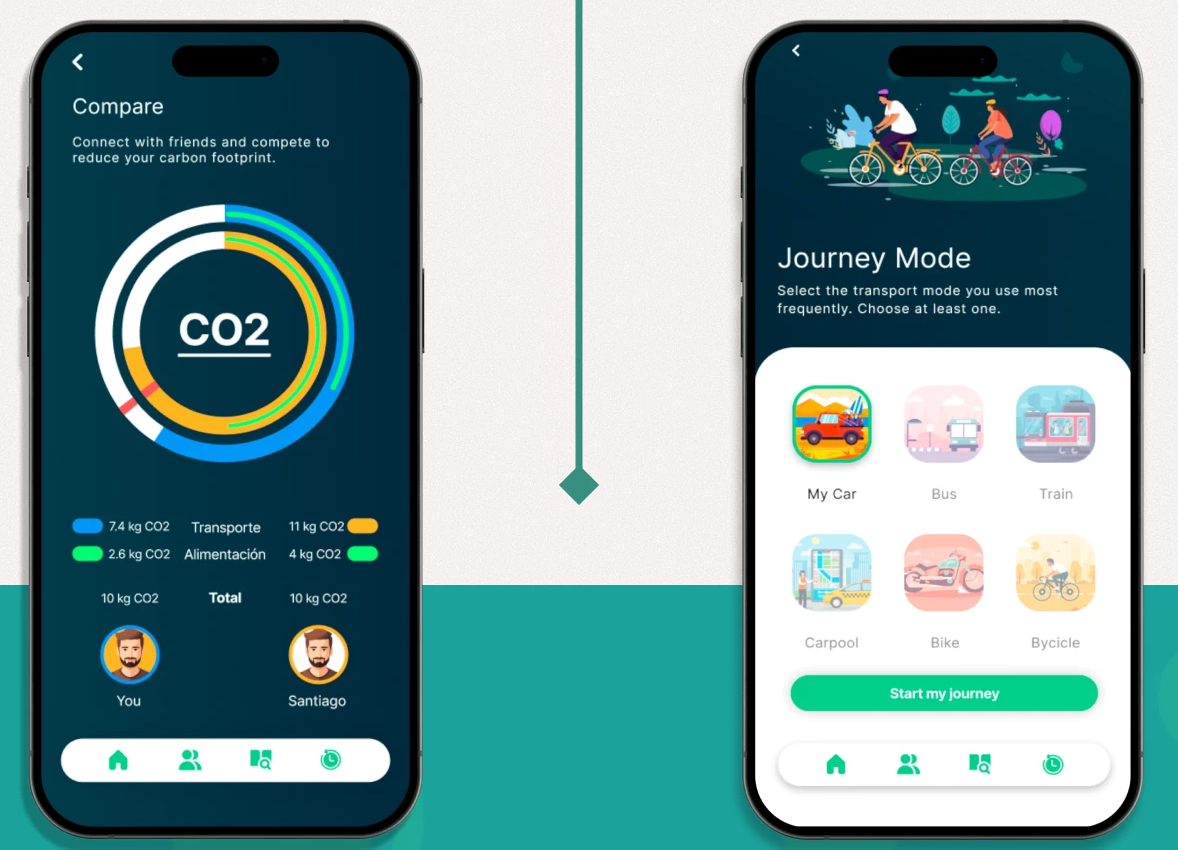 Compare
Connect with friends and compete to
reduce your carbon footprint.
CO2
7.4 kg CO2 Transporte 11 kg CO2
2.6 kg CO2 Alimentación 4 kg CO2
10 kg CO2 Total 10 kg CO2
You Santiago
Journey Mode
Select the transport mode you use most
frequently. Choose at least one.
My Car Bus Train
Carpool Bike Bycicle
Start my journey